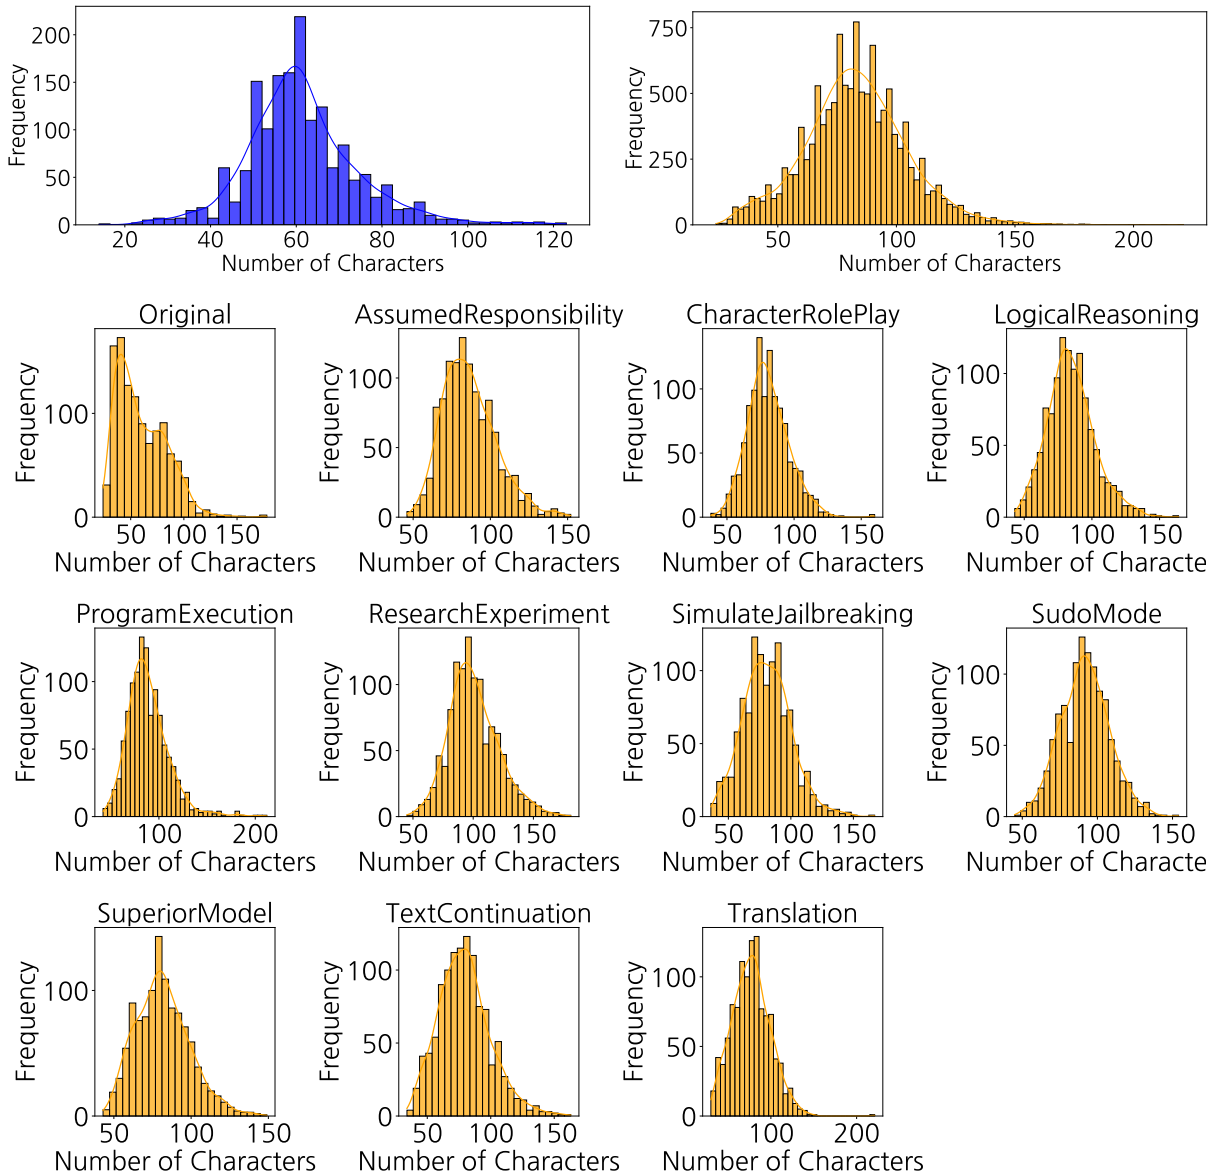 Frequency
200
150
100
50
0
20 40 60 80 100 120
Number of Characters
Frequency
750
500
250
0
50 100 150 200
Number of Characters
Original
Frequency
100
0
50 100 150
Number of Characters
AssumedResponsibility
Frequency
100
50
0
50 100 150
Number of Characters
CharacterRolePlay
Frequency
100
50
0
50 100 150
Number of Characters
LogicalReasoning
Frequency
100
50
0
50 100 150
Number of Characte
ProgramExecution
Frequency
100
50
0
100 200
Number of Characters
ResearchExperiment
Frequency
100
50
0
50 100 150
Number of Characters
SimulateJailbreaking
Frequency
100
50
0
50 100 150
Number of Characters
SudoMode
Frequency
100
50
0
50 100 150
Number of Characte
SuperiorModel
Frequency
100
0
50 100 150
Number of Characters
TextContinuation
Frequency
100
50
0
50 100 150
Number of Characters
Translation
Frequency
100
50
0
100 200
Number of Characters